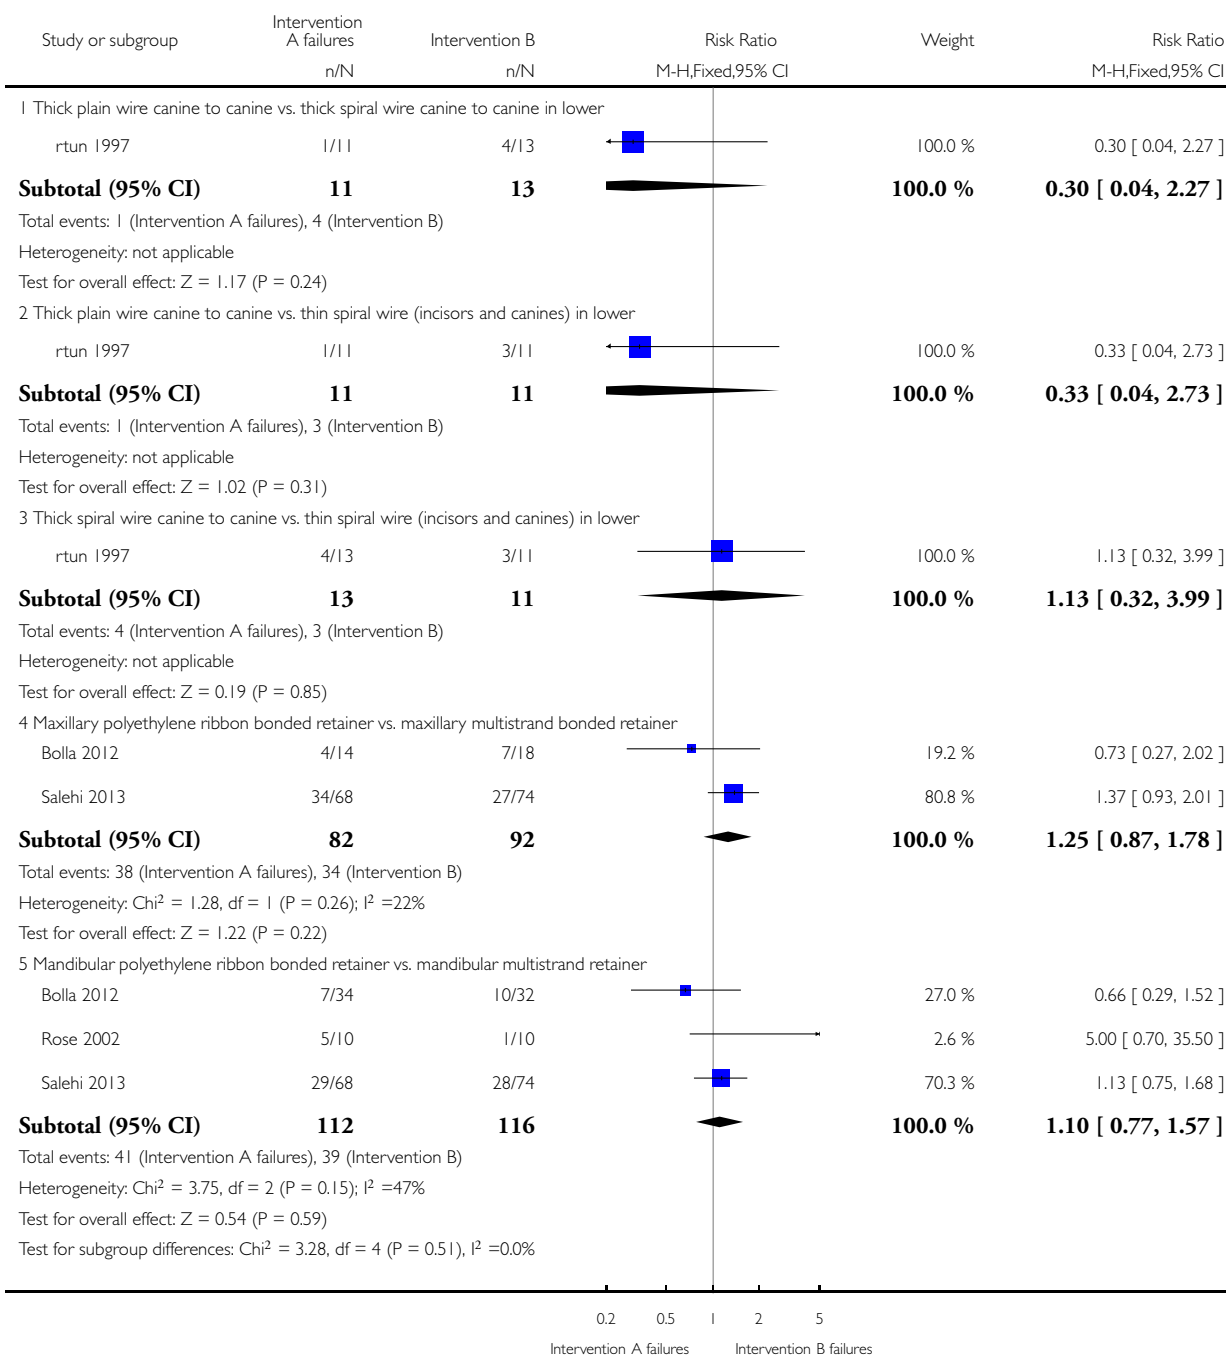 Intervention
Study or subgroup A failures Intervention B Risk Ratio Weight Risk Ratio
n/N n/N M-H,Fixed,95% CI M-H,Fixed,95% CI
1 Thick plain wire canine to canine vs. thick spiral wire canine to canine in lower
rtun 1997 1/11 4/13 100.0 % 0.30 [ 0.04, 2.27 ]
Subtotal (95% CI) 11 13 100.0 % 0.30 [ 0.04, 2.27 ]
Total events: 1 (Intervention A failures), 4 (Intervention B)
Heterogeneity: not applicable
Test for overall effect: Z = 1.17 (P = 0.24)
2 Thick plain wire canine to canine vs. thin spiral wire (incisors and canines) in lower
rtun 1997 1/11 3/11 100.0 % 0.33 [ 0.04, 2.73 ]
Subtotal (95% CI) 11 11 100.0 % 0.33 [ 0.04, 2.73 ]
Total events: 1 (Intervention A failures), 3 (Intervention B)
Heterogeneity: not applicable
Test for overall effect: Z = 1.02 (P = 0.31)
3 Thick spiral wire canine to canine vs. thin spiral wire (incisors and canines) in lower
rtun 1997 4/13 3/11 100.0 % 1.13 [ 0.32, 3.99 ]
Subtotal (95% CI) 13 11 100.0 % 1.13 [ 0.32, 3.99 ]
Total events: 4 (Intervention A failures), 3 (Intervention B)
Heterogeneity: not applicable
Test for overall effect: Z = 0.19 (P = 0.85)
4 Maxillary polyethylene ribbon bonded retainer vs. maxillary multistrand bonded retainer
Bolla 2012 4/14 7/18 19.2 % 0.73 [ 0.27, 2.02 ]
Salehi 2013 34/68 27/74 80.8 % 1.37 [ 0.93, 2.01 ]
Subtotal (95% CI) 82 92 100.0 % 1.25 [ 0.87, 1.78 ]
Total events: 38 (Intervention A failures), 34 (Intervention B)
Heterogeneity: Chi² = 1.28, df = 1 (P = 0.26); I² =22%
Test for overall effect: Z = 1.22 (P = 0.22)
5 Mandibular polyethylene ribbon bonded retainer vs. mandibular multistrand retainer
Bolla 2012 7/34 10/32 27.0 % 0.66 [ 0.29, 1.52 ]
Rose 2002 5/10 1/10 2.6 % 5.00 [ 0.70, 35.50 ]
Salehi 2013 29/68 28/74 70.3 % 1.13 [ 0.75, 1.68 ]
Subtotal (95% CI) 112 116 100.0 % 1.10 [ 0.77, 1.57 ]
Total events: 41 (Intervention A failures), 39 (Intervention B)
Heterogeneity: Chi² = 3.75, df = 2 (P = 0.15); I² =47%
Test for overall effect: Z = 0.54 (P = 0.59)
Test for subgroup differences: Chi² = 3.28, df = 4 (P = 0.51), I² =0.0%
0.2 0.5 1 2 5
Intervention A failures Intervention B failures